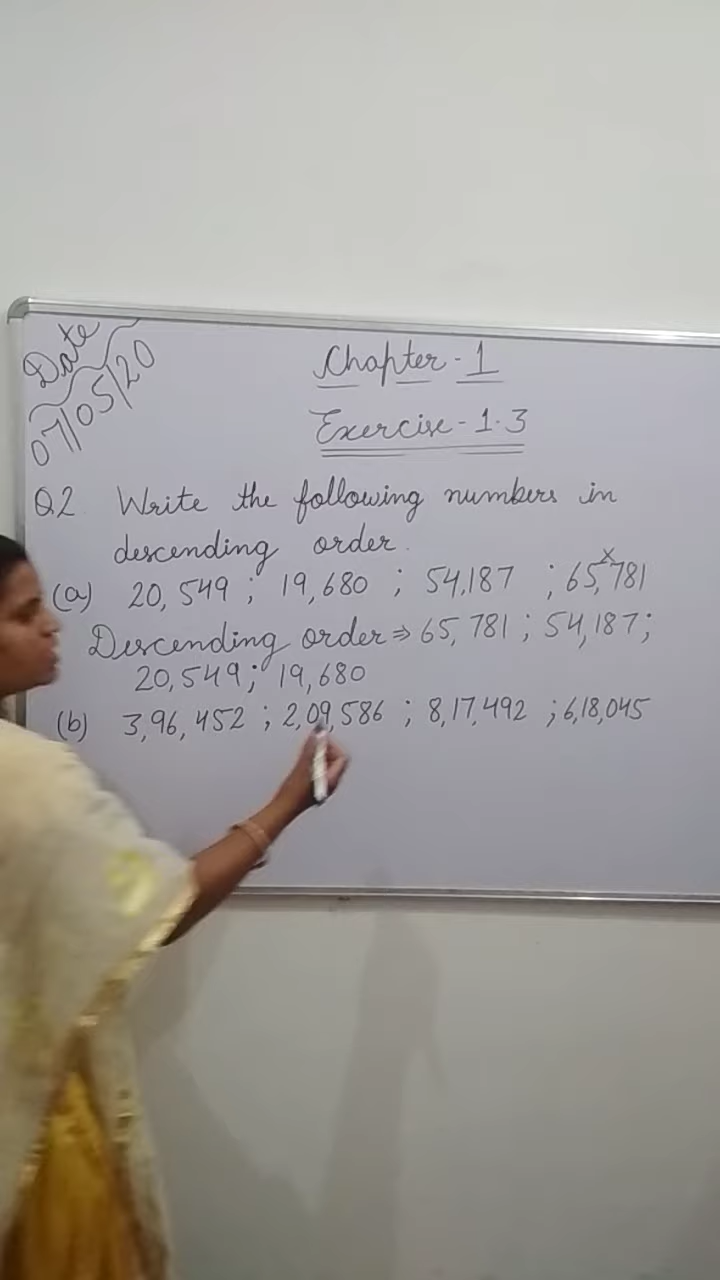 Date
07/05/20
Chapter - 1
Exercise - 1.3
Q2 Write the following numbers in
descending order.
(a) 20,549 ; 19,680 ; 54,187 ; 65,781
x
Descending order ⇒ 65,781 ; 54,187 ;
20,549 ; 19,680
(b) 3,96,452 ; 2,09,586 ; 8,17,492 ; 6,18,045